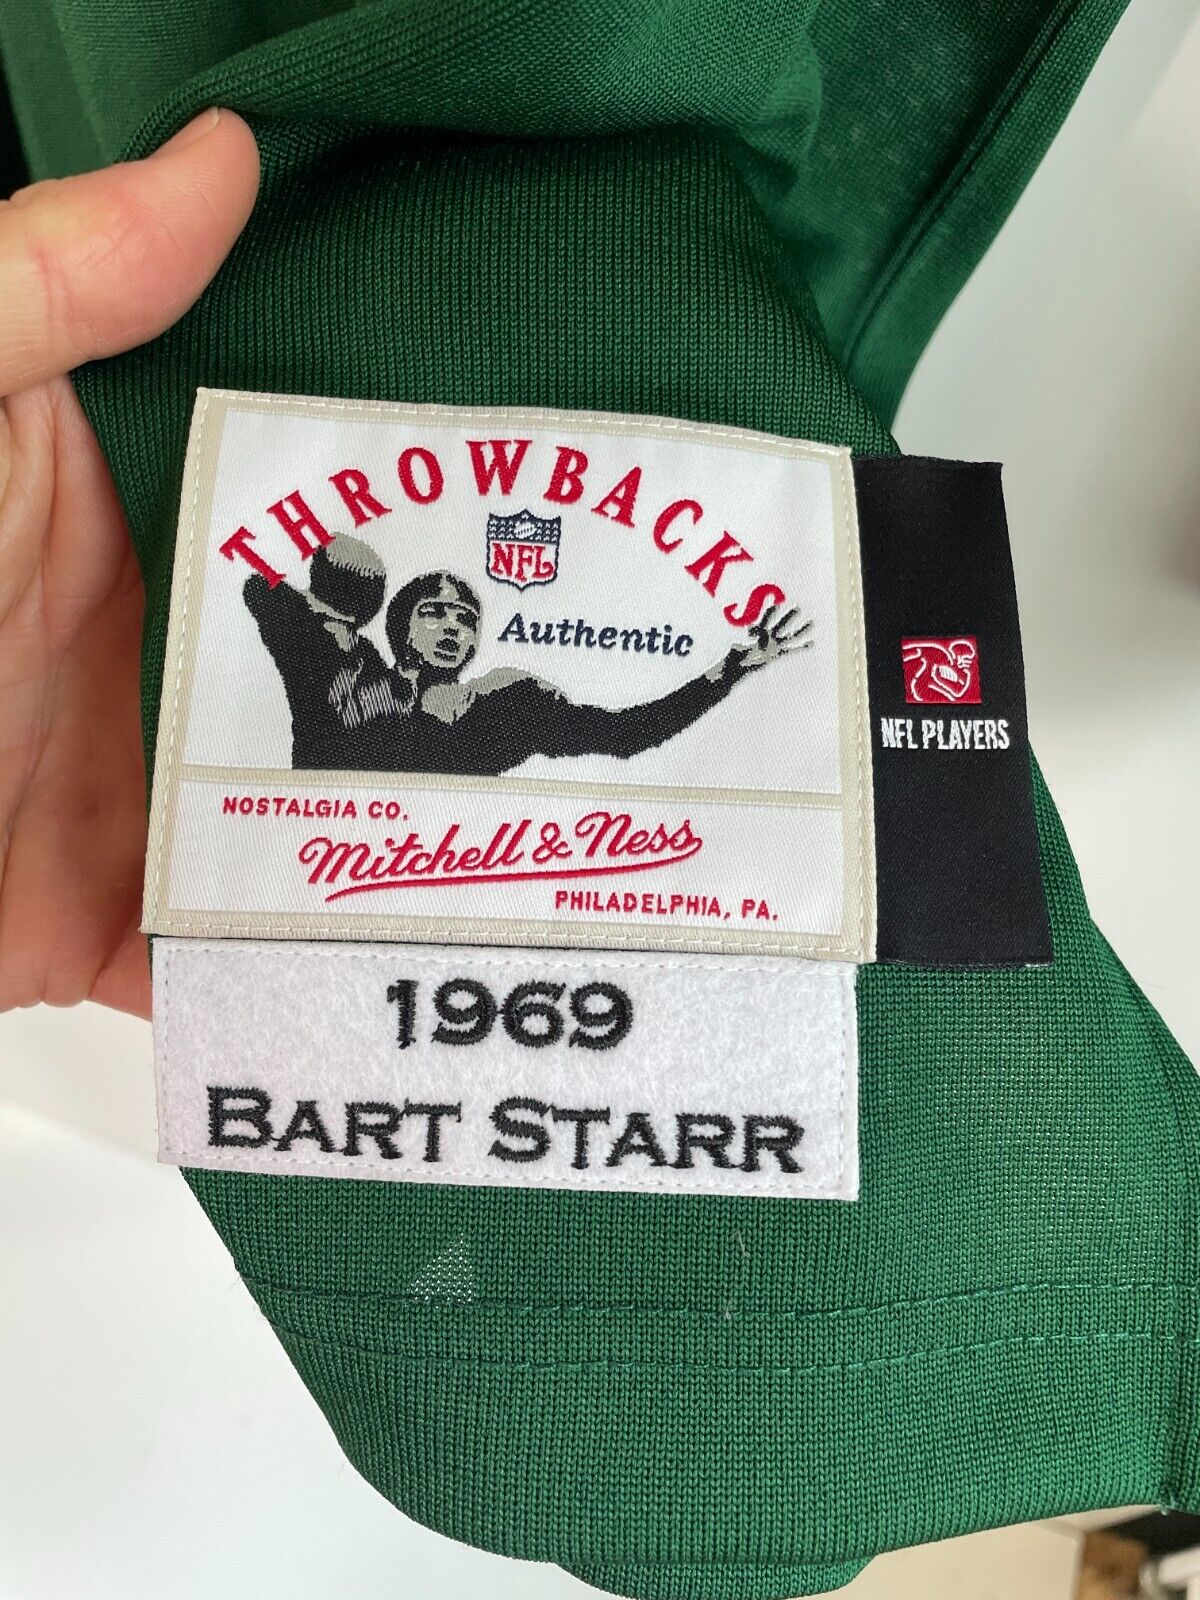 THROWBACKS
NFL
Authentic
NFL PLAYERS
NOSTALGIA CO.
Mitchell & Ness
PHILADELPHIA, PA.
1969
BART STARR